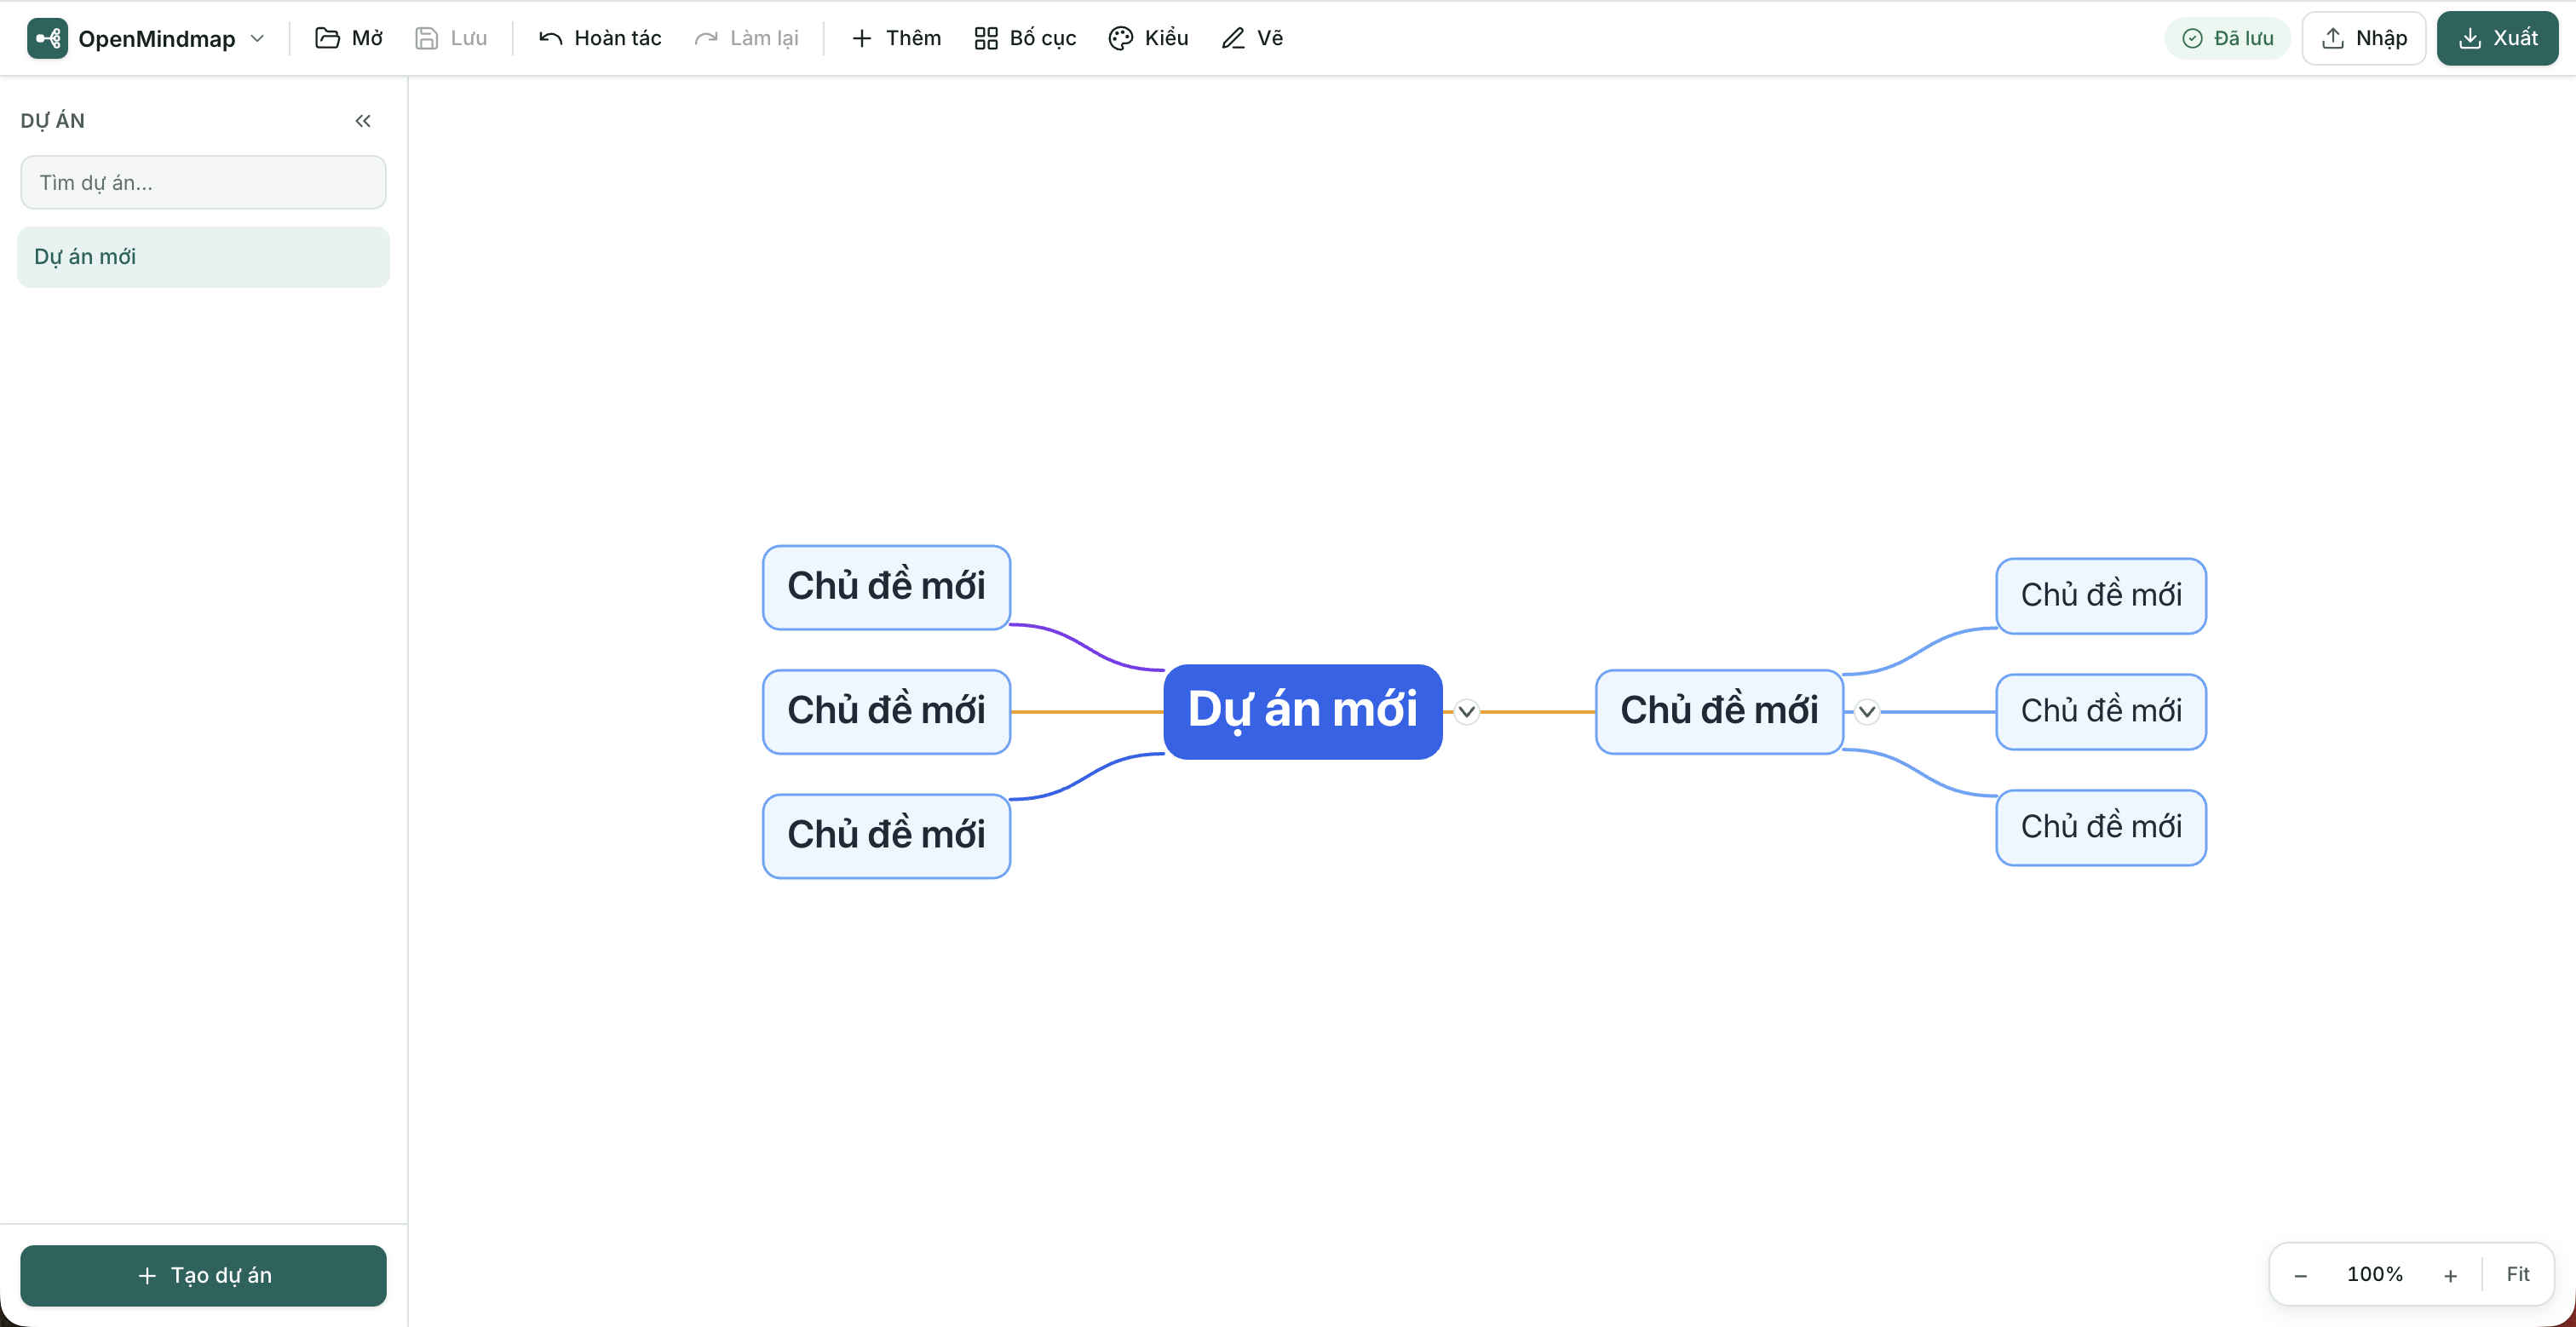 OpenMindmap
Mở
Lưu
Hoàn tác
Làm lại
Thêm
Bố cục
Kiểu
Vẽ
Đã lưu
Nhập
Xuất
DỰ ÁN
Tìm dự án...
Dự án mới
Chủ đề mới
Chủ đề mới
Chủ đề mới
Dự án mới
Chủ đề mới
Chủ đề mới
Chủ đề mới
Chủ đề mới
Tạo dự án
100%
Fit